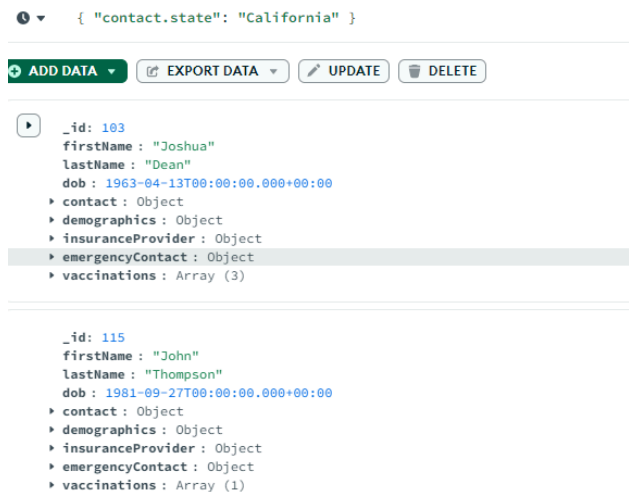 { "contact.state": "California" }
ADD DATA EXPORT DATA UPDATE DELETE
_id: 103
firstName : "Joshua"
lastName : "Dean"
dob : 1963-04-13T00:00:00.000+00:00
contact : Object
demographics : Object
insuranceProvider : Object
emergencyContact : Object
vaccinations : Array (3)
_id: 115
firstName : "John"
lastName : "Thompson"
dob : 1981-09-27T00:00:00.000+00:00
contact : Object
demographics : Object
insuranceProvider : Object
emergencyContact : Object
vaccinations : Array (1)